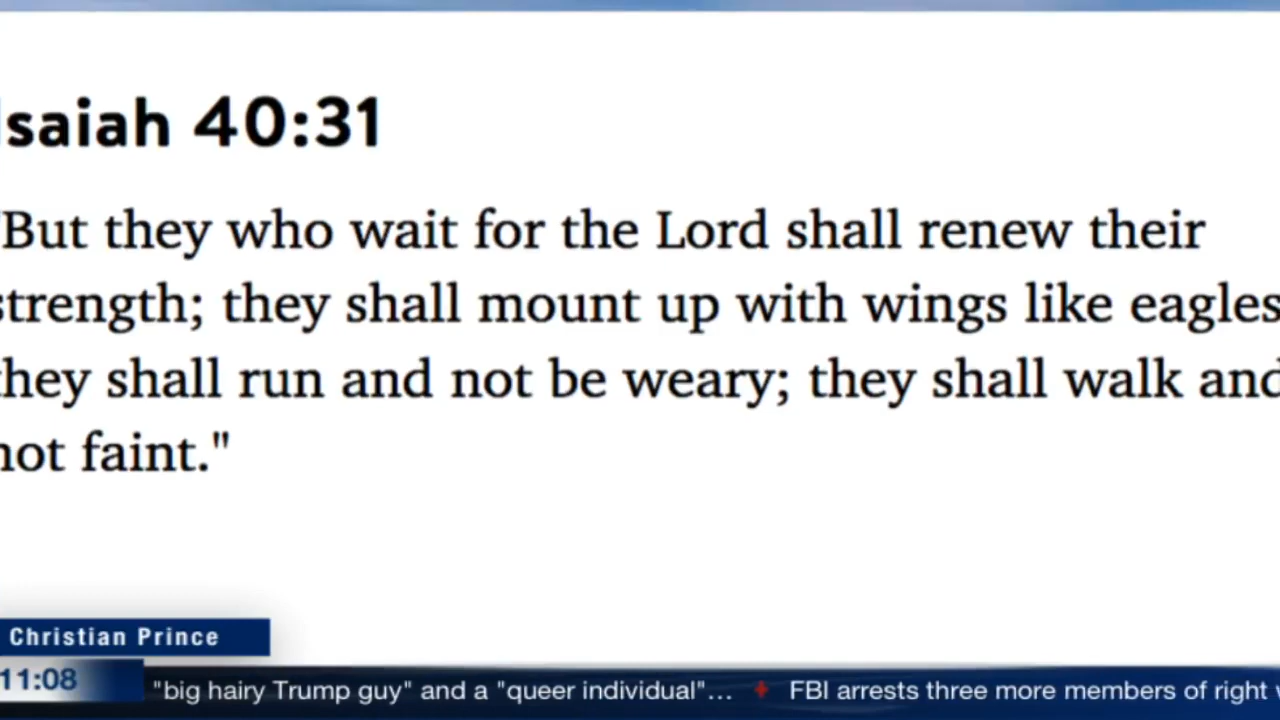 Isaiah 40:31
"But they who wait for the Lord shall renew their
strength; they shall mount up with wings like eagles
they shall run and not be weary; they shall walk and
not faint."
Christian Prince
11:08
"big hairy Trump guy" and a "queer individual"... FBI arrests three more members of right